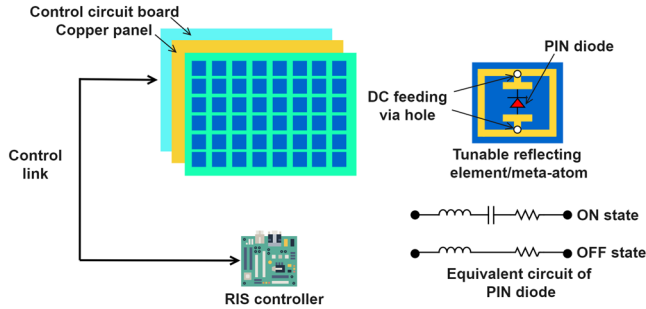 Control circuit board
Copper panel
PIN diode
DC feeding
via hole
Control
link
Tunable reflecting
element/meta-atom
ON state
OFF state
Equivalent circuit of
PIN diode
RIS controller